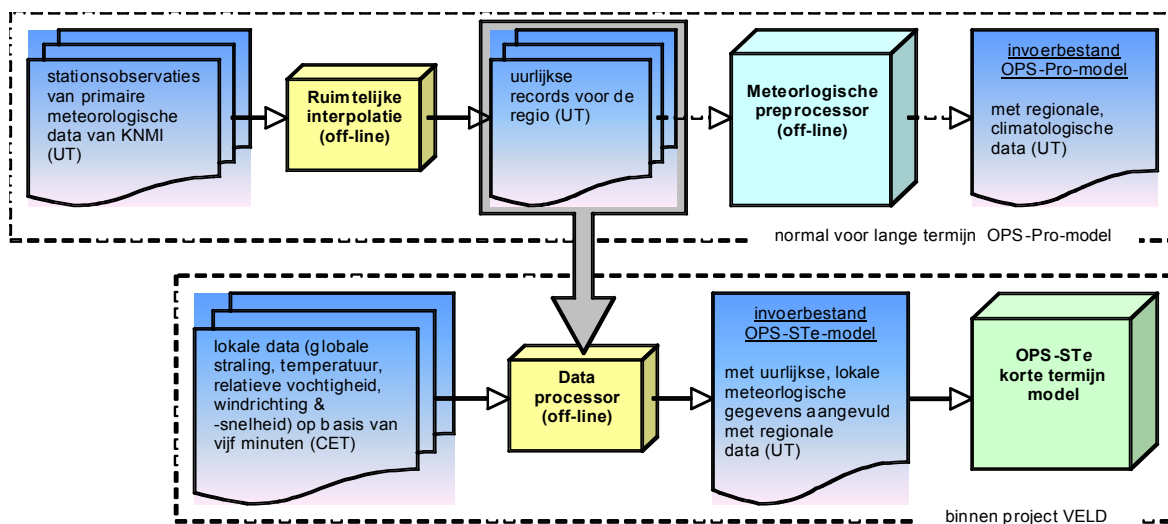 stationsobservaties
van primaire
meteorologische
data van KNMI
(UT)
Ruimtelijke
interpolatie
(off-line)
uurlijkse
records voor de
regio (UT)
Meteorlogische
preprocessor
(off-line)
invoerbestand
OPS-Pro-model
met regionale,
climatologische
data (UT)
normal voor lange termijn OPS-Pro-model
lokale data (globale
straling, temperatuur,
relatieve vochtigheid,
windrichting &
-snelheid) op basis van
vijf minuten (CET)
Data
processor
(off-line)
invoerbestand
OPS-STe-model
met uurlijkse, lokale
meteorologische
gegevens aangevuld
met regionale
data (UT)
OPS-STe
korte termijn
model
binnen project VELD